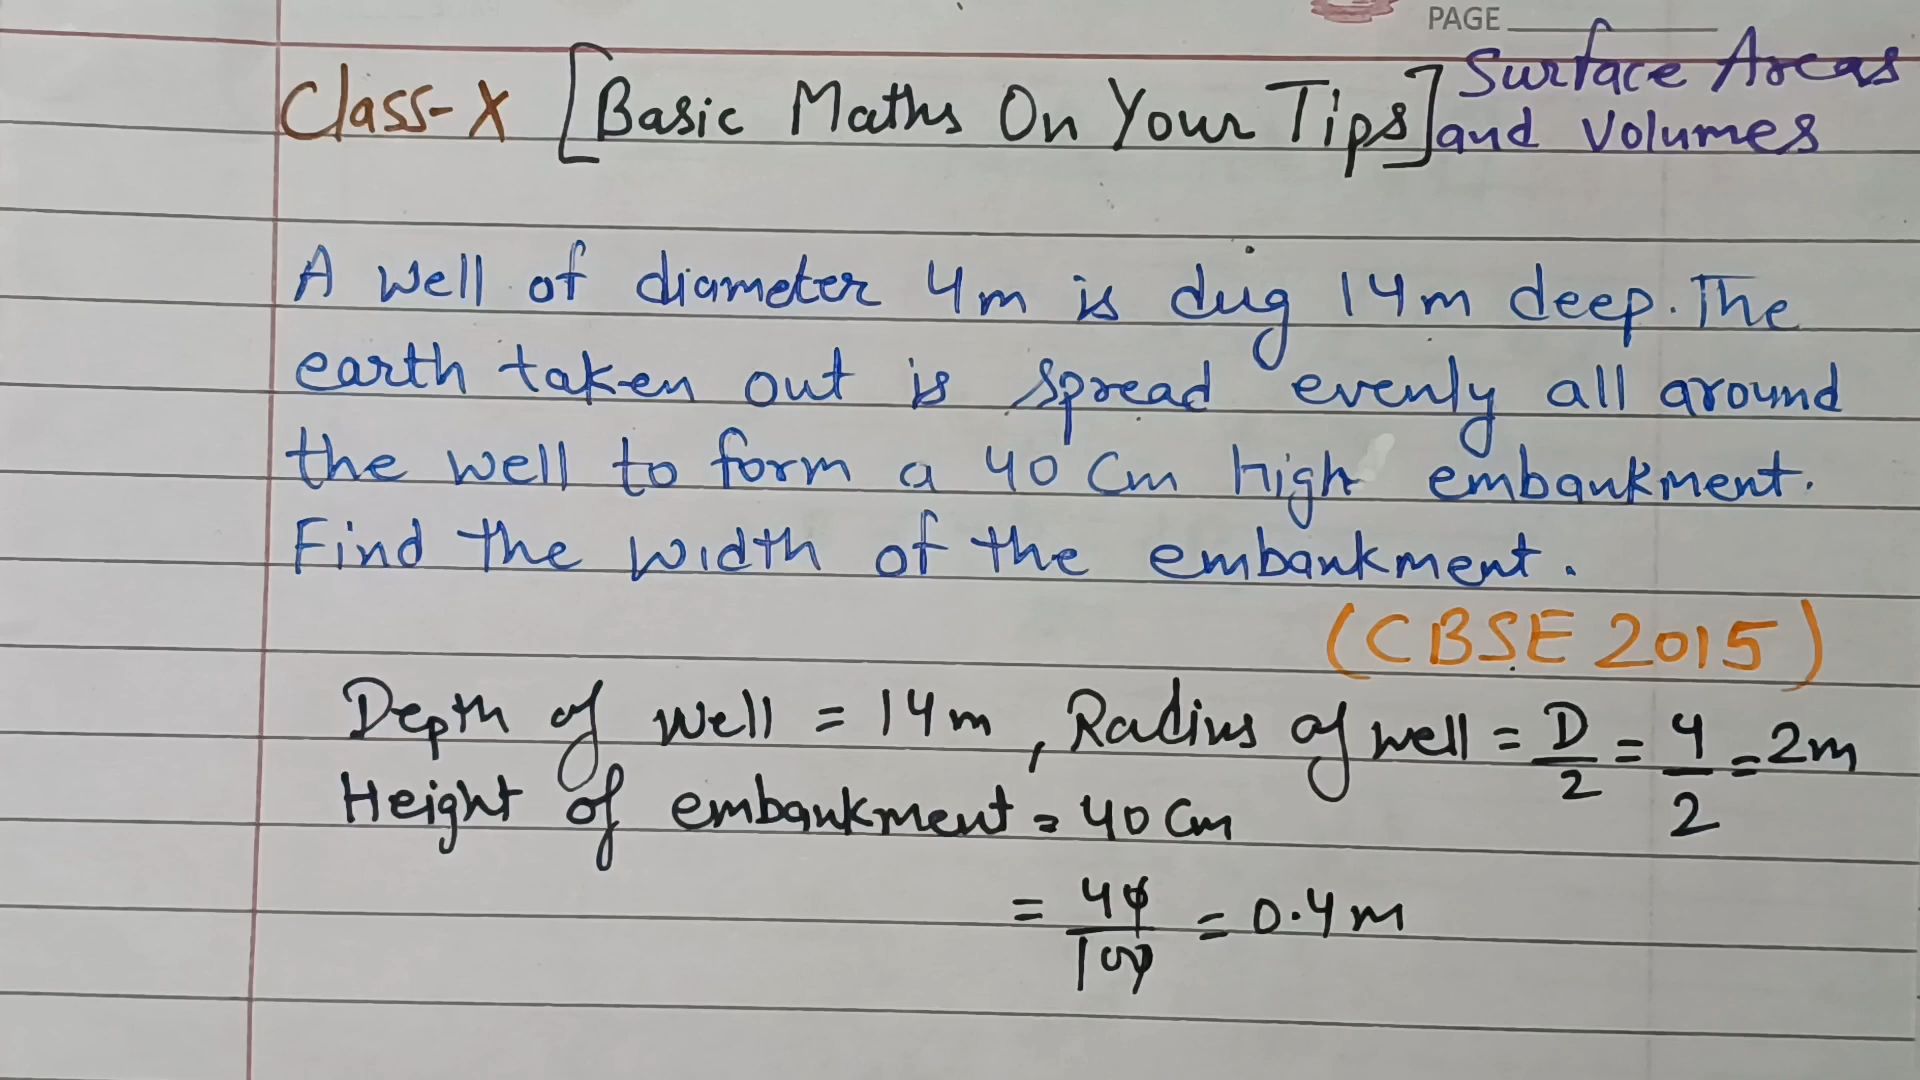 PAGE
Class-X [Basic Maths On Your Tips] Surface Areas
and Volumes
A well of diameter 4m is dug 14m deep. The
earth taken out is spread evenly all around
the well to form a 40 Cm high embankment.
Find the width of the embankment.
(CBSE 2015)
Depth of well = 14m, Radius of well = D/2 = 4/2 = 2m
Height of embankment = 40 Cm
= 40/100 = 0.4m